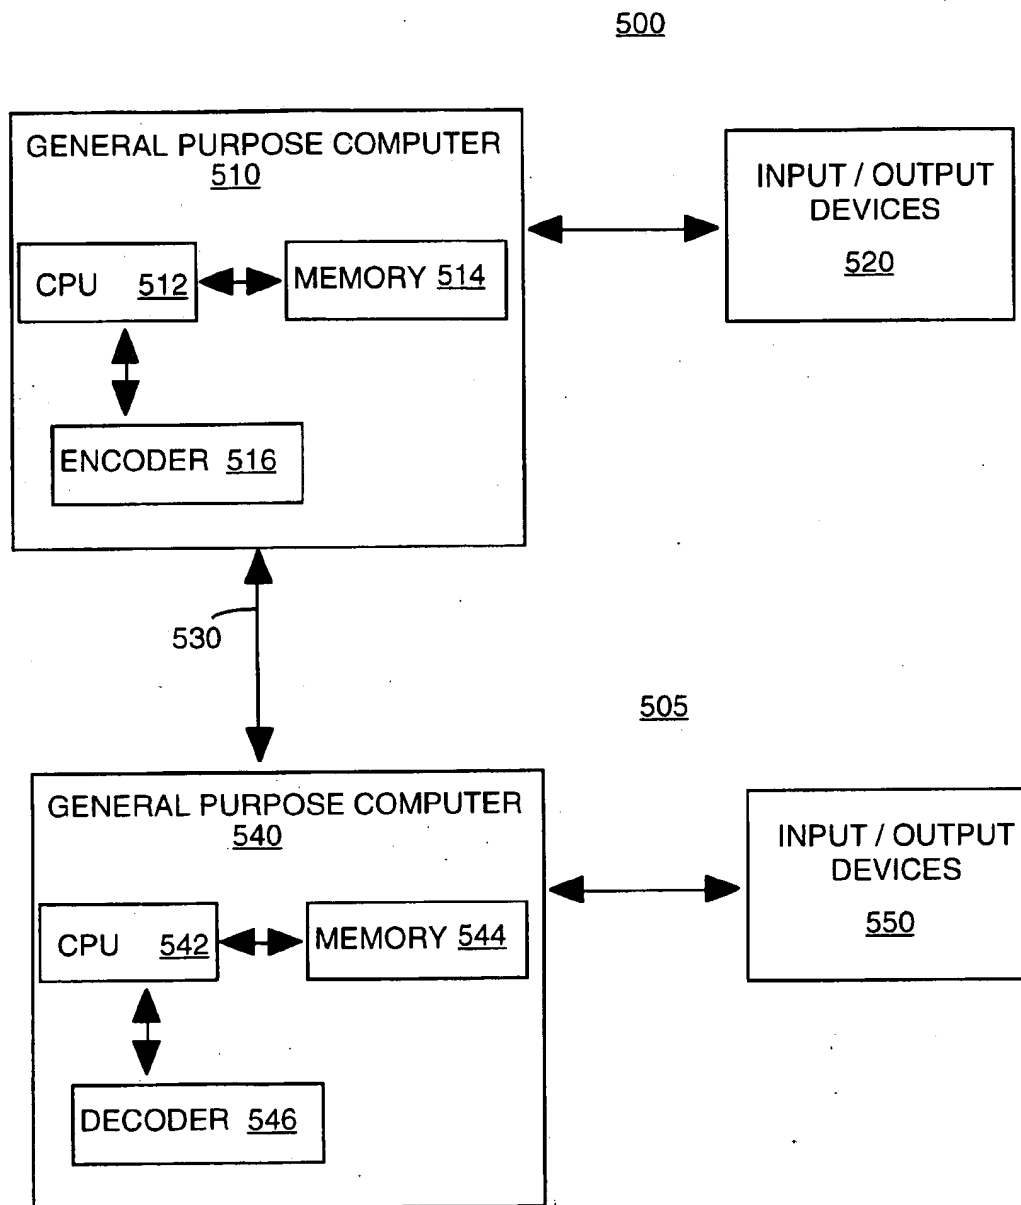 500
GENERAL PURPOSE COMPUTER
510
CPU 512
MEMORY 514
ENCODER 516
INPUT / OUTPUT
DEVICES
520
530
505
GENERAL PURPOSE COMPUTER
540
CPU 542
MEMORY 544
DECODER 546
INPUT / OUTPUT
DEVICES
550